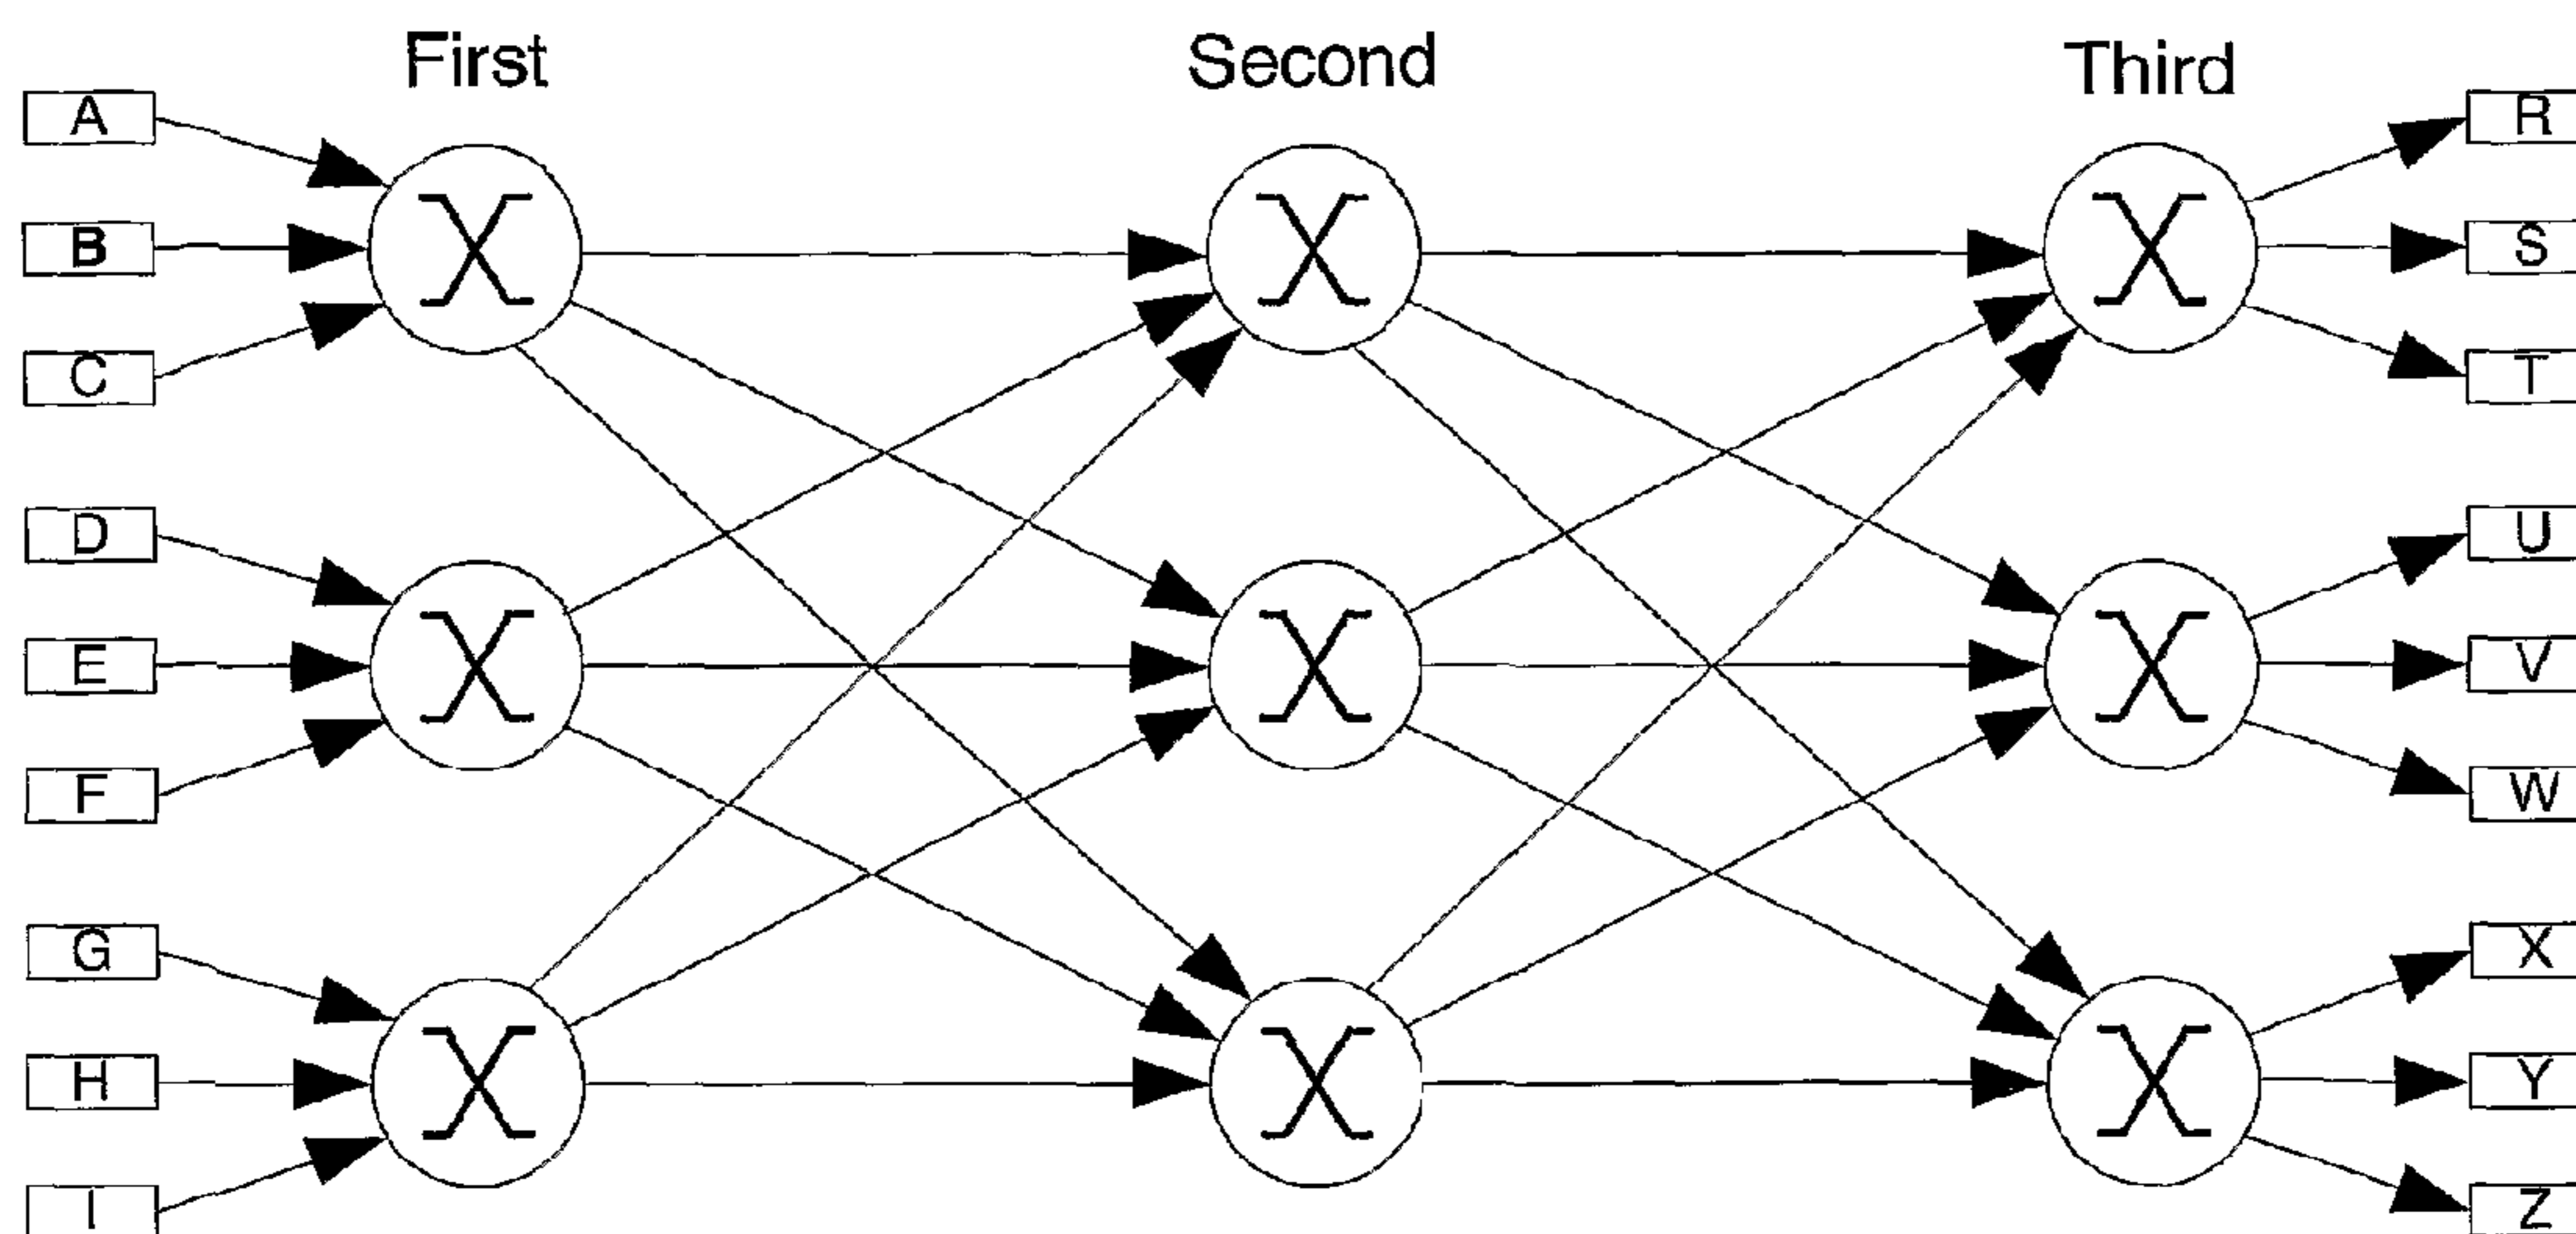 First Second Third
A R
B S
C T
D U
E V
F W
G X
H Y
I Z